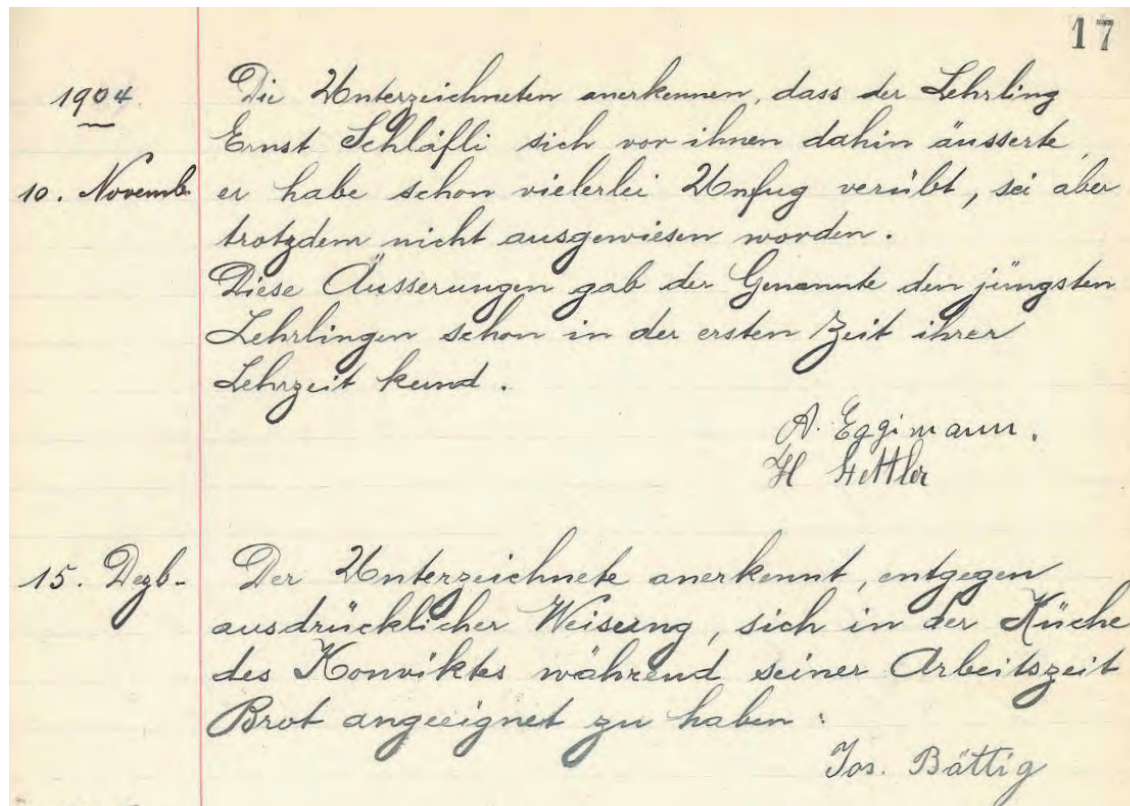 17
1904.
Die Unterzeichneten anerkennen, dass der Lehrling
Ernst Schläfli sich vor ihnen dahin äusserte,
10. Novemb. er habe schon vielerlei Unfug verübt, sei aber
trotzdem nicht ausgewiesen worden.
Diese Äusserungen gab der Genannte den jüngsten
Lehrlingen schon in der ersten Zeit ihrer
Lehrzeit kund.
A. Eggimann.
H Stettler
15. Dezb- Der Unterzeichnete anerkennt, entgegen
ausdrücklicher Weisung, sich in der Küche
des Konviktes während seiner Arbeitszeit
Brot angeeignet zu haben:
Jos. Bättig